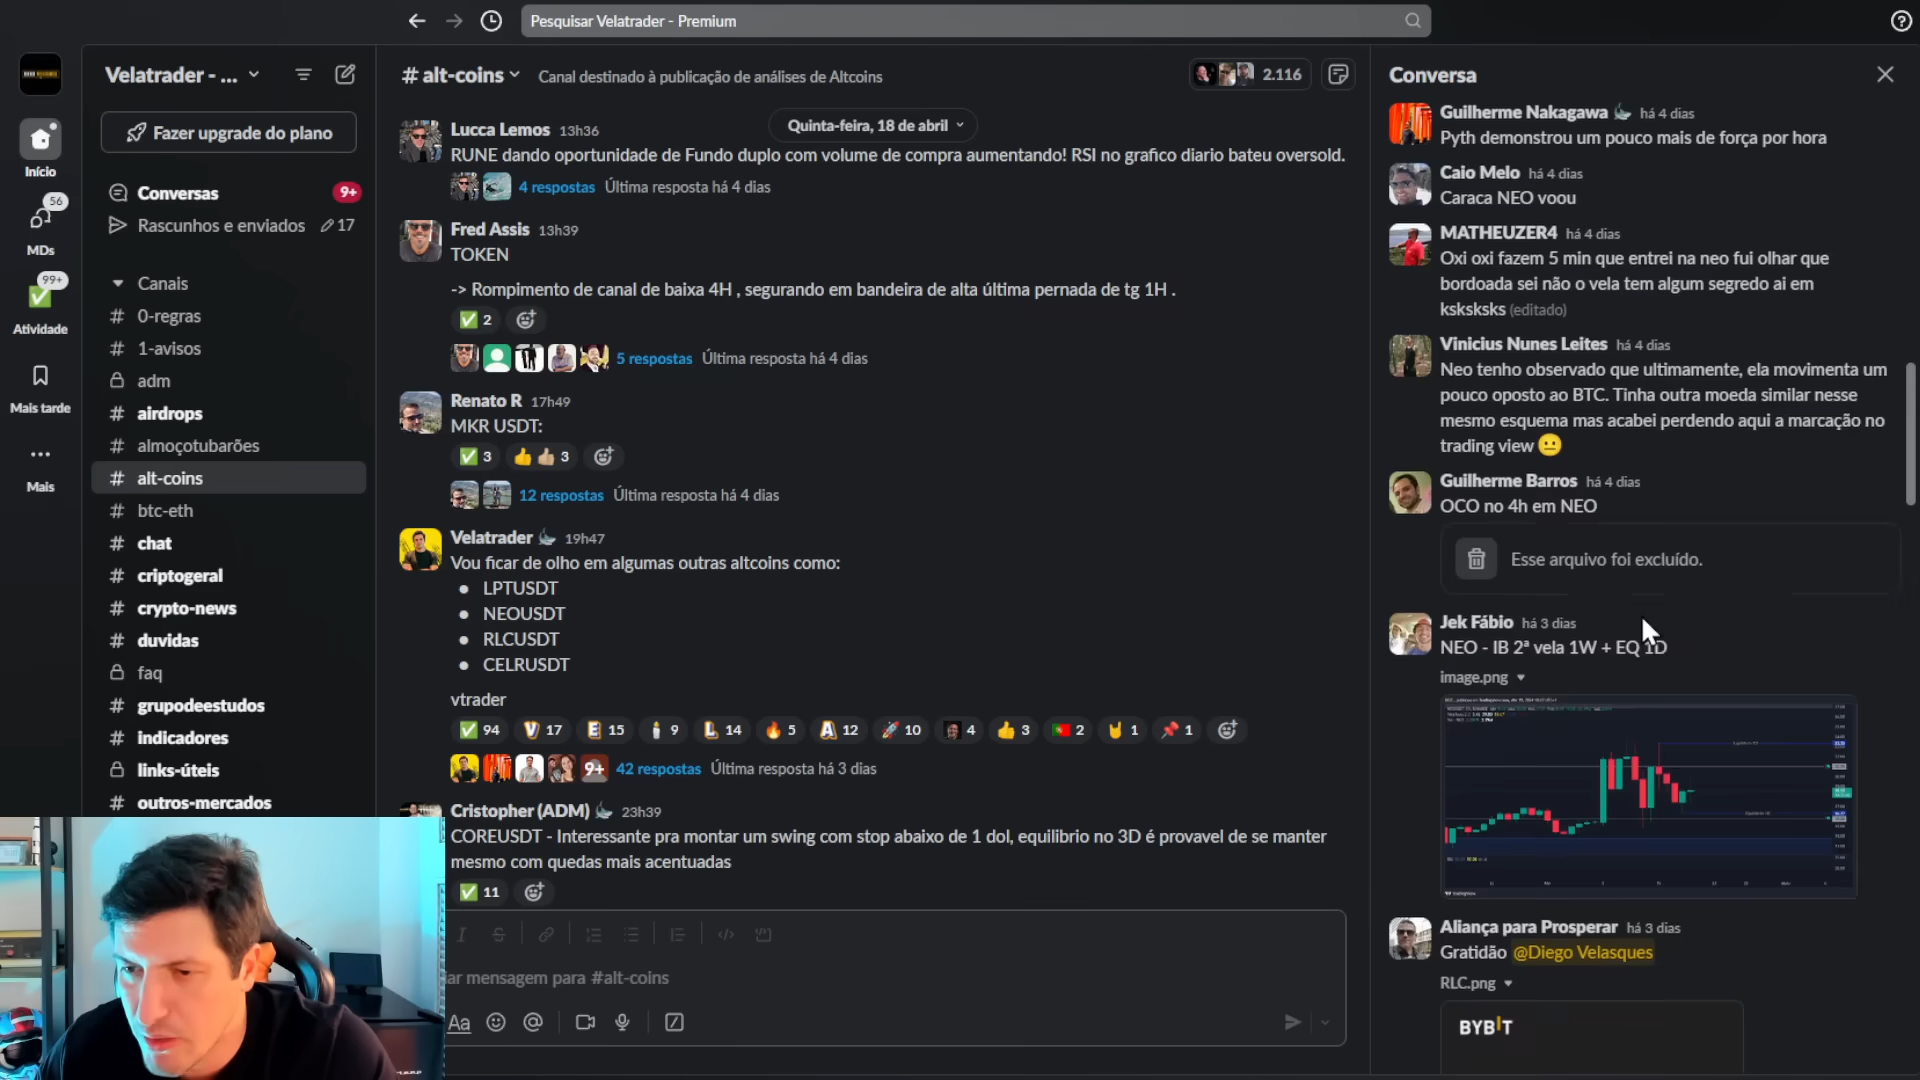 Pesquisar Velatrader - Premium
Velatrader - ...
Fazer upgrade do plano
Início
56
MDs
99+
Atividade
Mais tarde
Mais
Conversas
9+
Rascunhos e enviados
17
Canais
# 0-regras
# 1-avisos
adm
# airdrops
# almoçotubarões
# alt-coins
# btc-eth
# chat
# criptogeral
# crypto-news
# duvidas
faq
# grupodeestudos
# indicadores
links-úteis
# outros-mercados
# alt-coins
Canal destinado à publicação de análises de Altcoins
2.116
Quinta-feira, 18 de abril
Lucca Lemos 13h36
RUNE dando oportunidade de Fundo duplo com volume de compra aumentando! RSI no grafico diario bateu oversold.
4 respostas Última resposta há 4 dias
Fred Assis 13h39
TOKEN
-> Rompimento de canal de baixa 4H , segurando em bandeira de alta última pernada de tg 1H .
2
5 respostas Última resposta há 4 dias
Renato R 17h49
MKR USDT:
3 3
12 respostas Última resposta há 4 dias
Velatrader 19h47
Vou ficar de olho em algumas outras altcoins como:
• LPTUSDT
• NEOUSDT
• RLCUSDT
• CELRUSDT
vtrader
94 V 17 E 15 9 L 14 5 A 12 10 4 3 2 1 1
9+ 42 respostas Última resposta há 3 dias
Cristopher (ADM) 23h39
COREUSDT - Interessante pra montar um swing com stop abaixo de 1 dol, equilibrio no 3D é provavel de se manter
mesmo com quedas mais acentuadas
11
ar mensagem para #alt-coins
Aa
Conversa
Guilherme Nakagawa há 4 dias
Pyth demonstrou um pouco mais de força por hora
Caio Melo há 4 dias
Caraca NEO voou
MATHEUZER4 há 4 dias
Oxi oxi fazem 5 min que entrei na neo fui olhar que
bordoada sei não o vela tem algum segredo ai em
ksksksks (editado)
Vinicius Nunes Leites há 4 dias
Neo tenho observado que ultimamente, ela movimenta um
pouco oposto ao BTC. Tinha outra moeda similar nesse
mesmo esquema mas acabei perdendo aqui a marcação no
trading view
Guilherme Barros há 4 dias
OCO no 4h em NEO
Esse arquivo foi excluído.
Jek Fábio há 3 dias
NEO - IB 2ª vela 1W + EQ 1D
image.png
Aliança para Prosperar há 3 dias
Gratidão @Diego Velasques
RLC.png
BYBIT